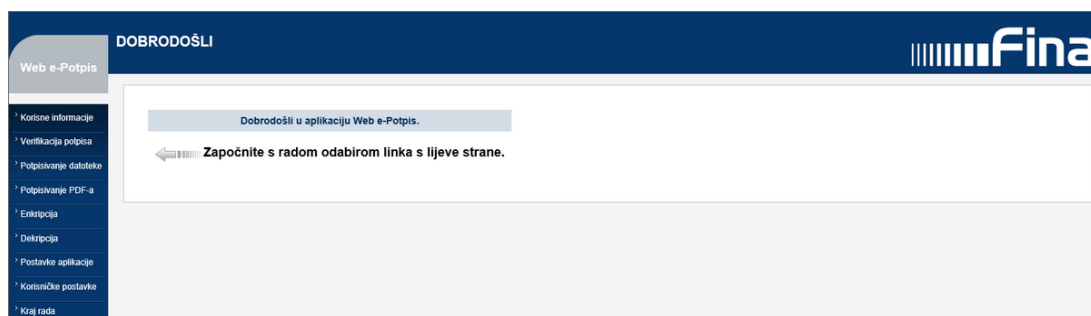 DOBRODOŠLI
Fina
Web e-Potpis
Korisne informacije
Verifikacija potpisa
Potpisivanje datoteke
Potpisivanje PDF-a
Enkripcija
Dekripcija
Postavke aplikacije
Korisničke postavke
Kraj rada
Dobrodošli u aplikaciju Web e-Potpis.
Započnite s radom odabirom linka s lijeve strane.